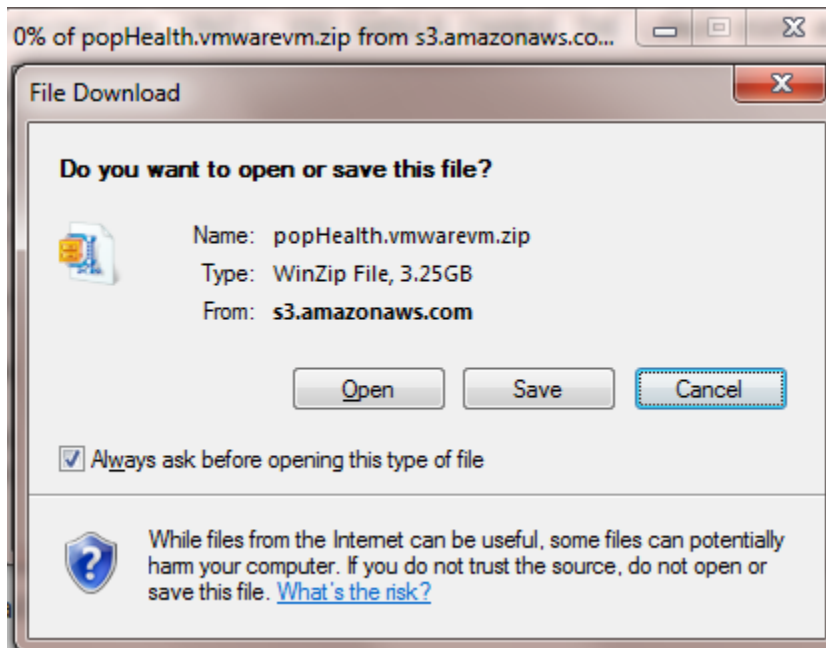 0% of popHealth.vmwarevm.zip from s3.amazonaws.co...
File Download
Do you want to open or save this file?
Name: popHealth.vmwarevm.zip
Type: WinZip File, 3.25GB
From: s3.amazonaws.com
Open Save Cancel
Always ask before opening this type of file
While files from the Internet can be useful, some files can potentially
harm your computer. If you do not trust the source, do not open or
save this file. What's the risk?